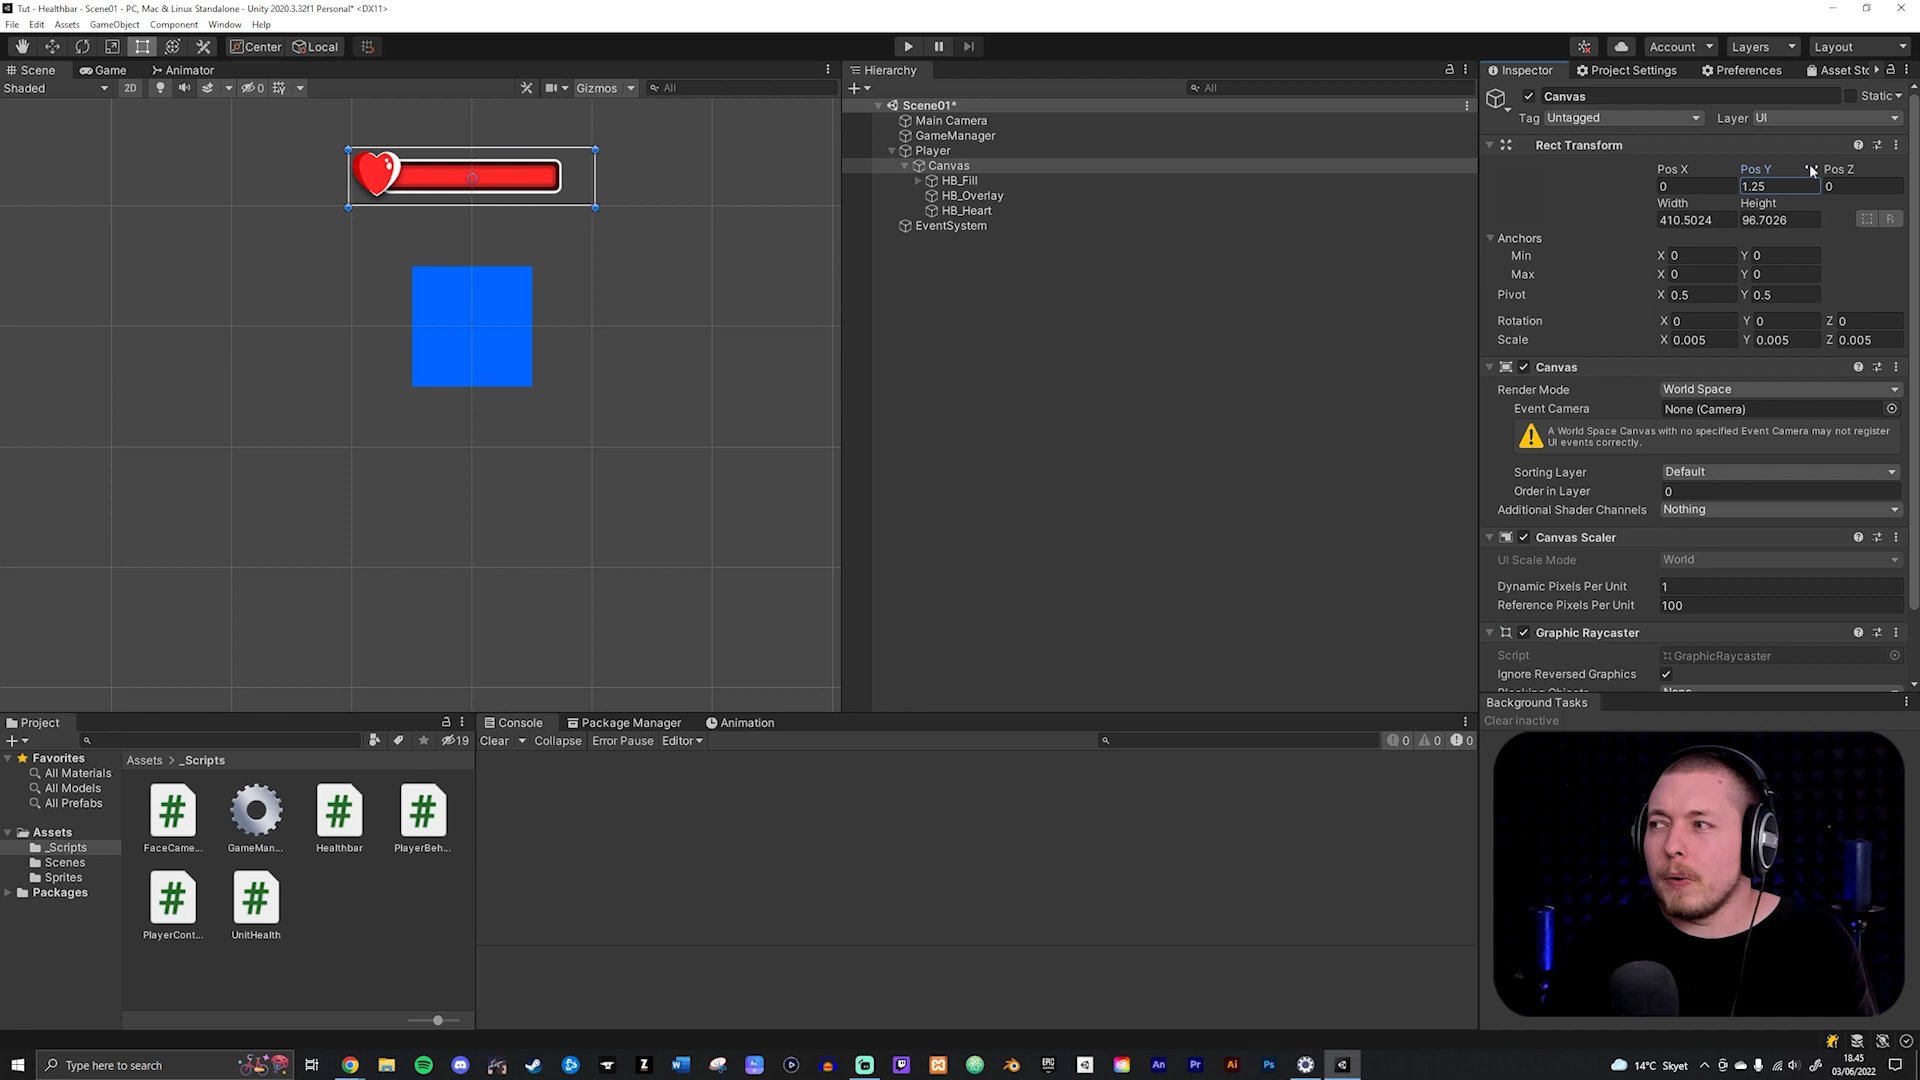 Tut - Healthbar - Scene01 - PC, Mac & Linux Standalone - Unity 2020.3.32f1 Personal* <DX11>
File Edit Assets GameObject Component Window Help
Center Local
Account Layers Layout
Scene Game Animator
Shaded 2D 0 Gizmos All
Hierarchy
All
Scene01*
Main Camera
GameManager
Player
Canvas
HB_Fill
HB_Overlay
HB_Heart
EventSystem
Inspector Project Settings Preferences Asset Sto
Canvas Static
Tag Untagged Layer UI
Rect Transform
Pos X Pos Y Pos Z
0 1.25 0
Width Height
410.5024 96.7026 R
Anchors
Min X 0 Y 0
Max X 0 Y 0
Pivot X 0.5 Y 0.5
Rotation X 0 Y 0 Z 0
Scale X 0.005 Y 0.005 Z 0.005
Canvas
Render Mode World Space
Event Camera None (Camera)
A World Space Canvas with no specified Event Camera may not register
UI events correctly.
Sorting Layer Default
Order in Layer 0
Additional Shader Channels Nothing
Canvas Scaler
UI Scale Mode World
Dynamic Pixels Per Unit 1
Reference Pixels Per Unit 100
Graphic Raycaster
Script GraphicRaycaster
Ignore Reversed Graphics
Background Tasks
Clear inactive
Project
19
Favorites
All Materials
All Models
All Prefabs
Assets
_Scripts
Scenes
Sprites
Packages
Assets > _Scripts
FaceCame... GameMan... Healthbar PlayerBeh...
PlayerCont... UnitHealth
Console Package Manager Animation
Clear Collapse Error Pause Editor 0 0 0
Type here to search
14°C Skyet
18.45
03/06/2022